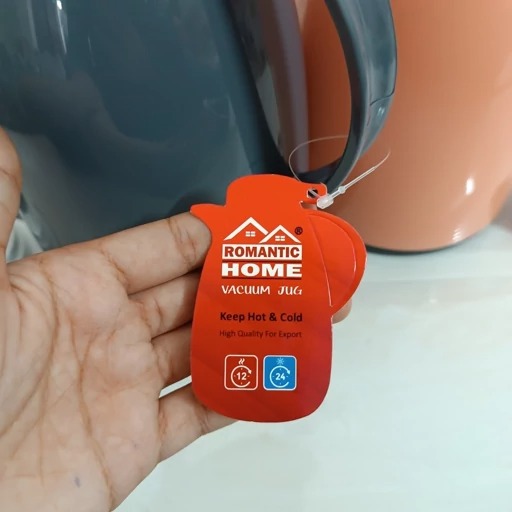 ®
ROMANTIC
HOME
VACUUM JUG
Keep Hot & Cold
High Quality For Export
12 24